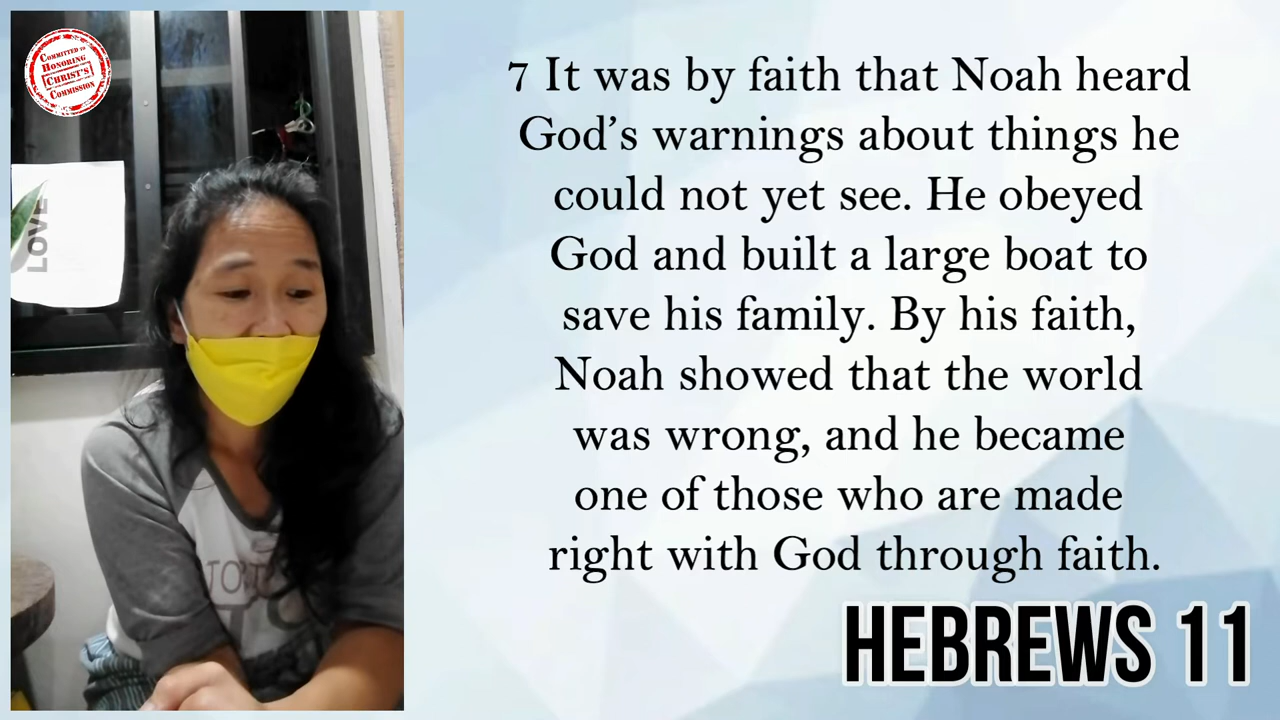 COMMITTED TO
HONORING
CHRIST'S
COMMISSION
LOVE
7 It was by faith that Noah heard
God’s warnings about things he
could not yet see. He obeyed
God and built a large boat to
save his family. By his faith,
Noah showed that the world
was wrong, and he became
one of those who are made
right with God through faith.
HEBREWS 11